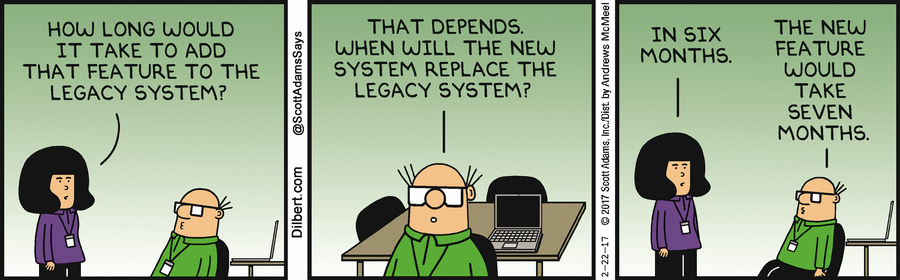 HOW LONG WOULD
IT TAKE TO ADD
THAT FEATURE TO THE
LEGACY SYSTEM?
Dilbert.com @ScottAdamsSays
THAT DEPENDS.
WHEN WILL THE NEW
SYSTEM REPLACE THE
LEGACY SYSTEM?
2-22-17 © 2017 Scott Adams, Inc./Dist. by Andrews McMeel
IN SIX
MONTHS.
THE NEW
FEATURE
WOULD
TAKE
SEVEN
MONTHS.